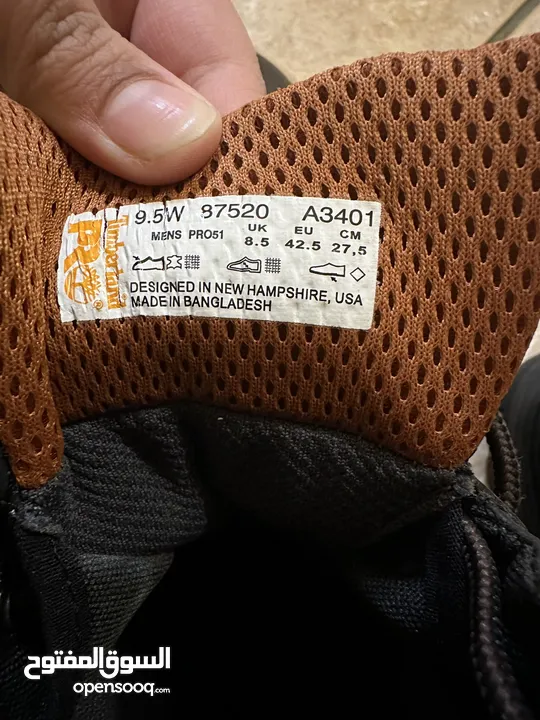 Timberland
PRO
9.5W 87520 A3401
MENS PRO51 UK EU CM
8.5 42.5 27,5
DESIGNED IN NEW HAMPSHIRE, USA
MADE IN BANGLADESH
السوق المفتوح
opensooq.com